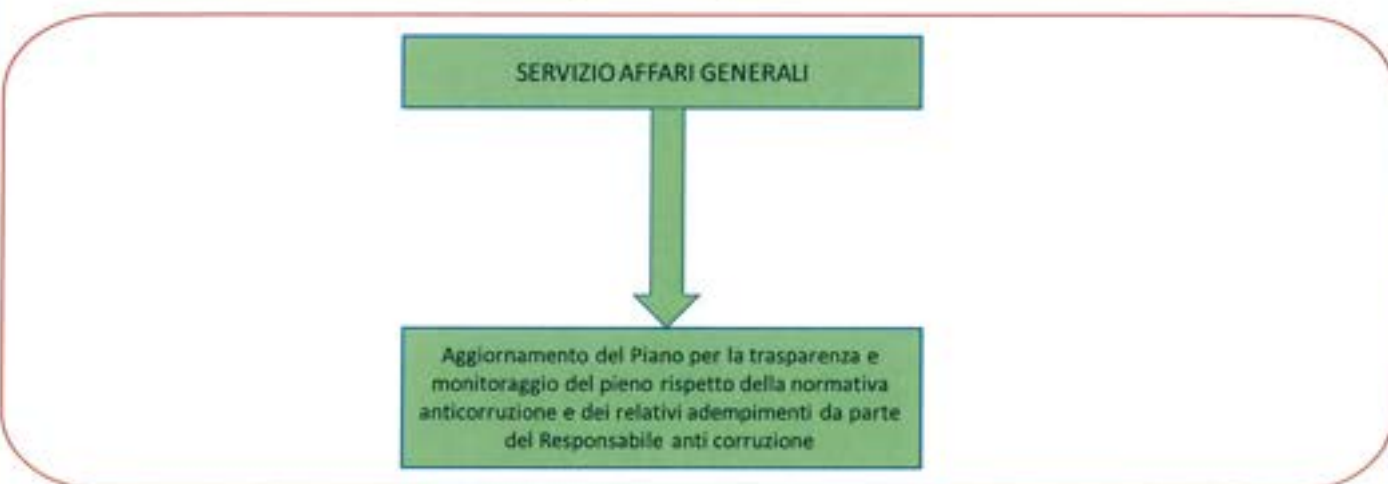 SERVIZIO AFFARI GENERALI
Aggiornamento del Piano per la trasparenza e
monitoraggio del pieno rispetto della normativa
anticorruzione e dei relativi adempimenti da parte
del Responsabile anti corruzione